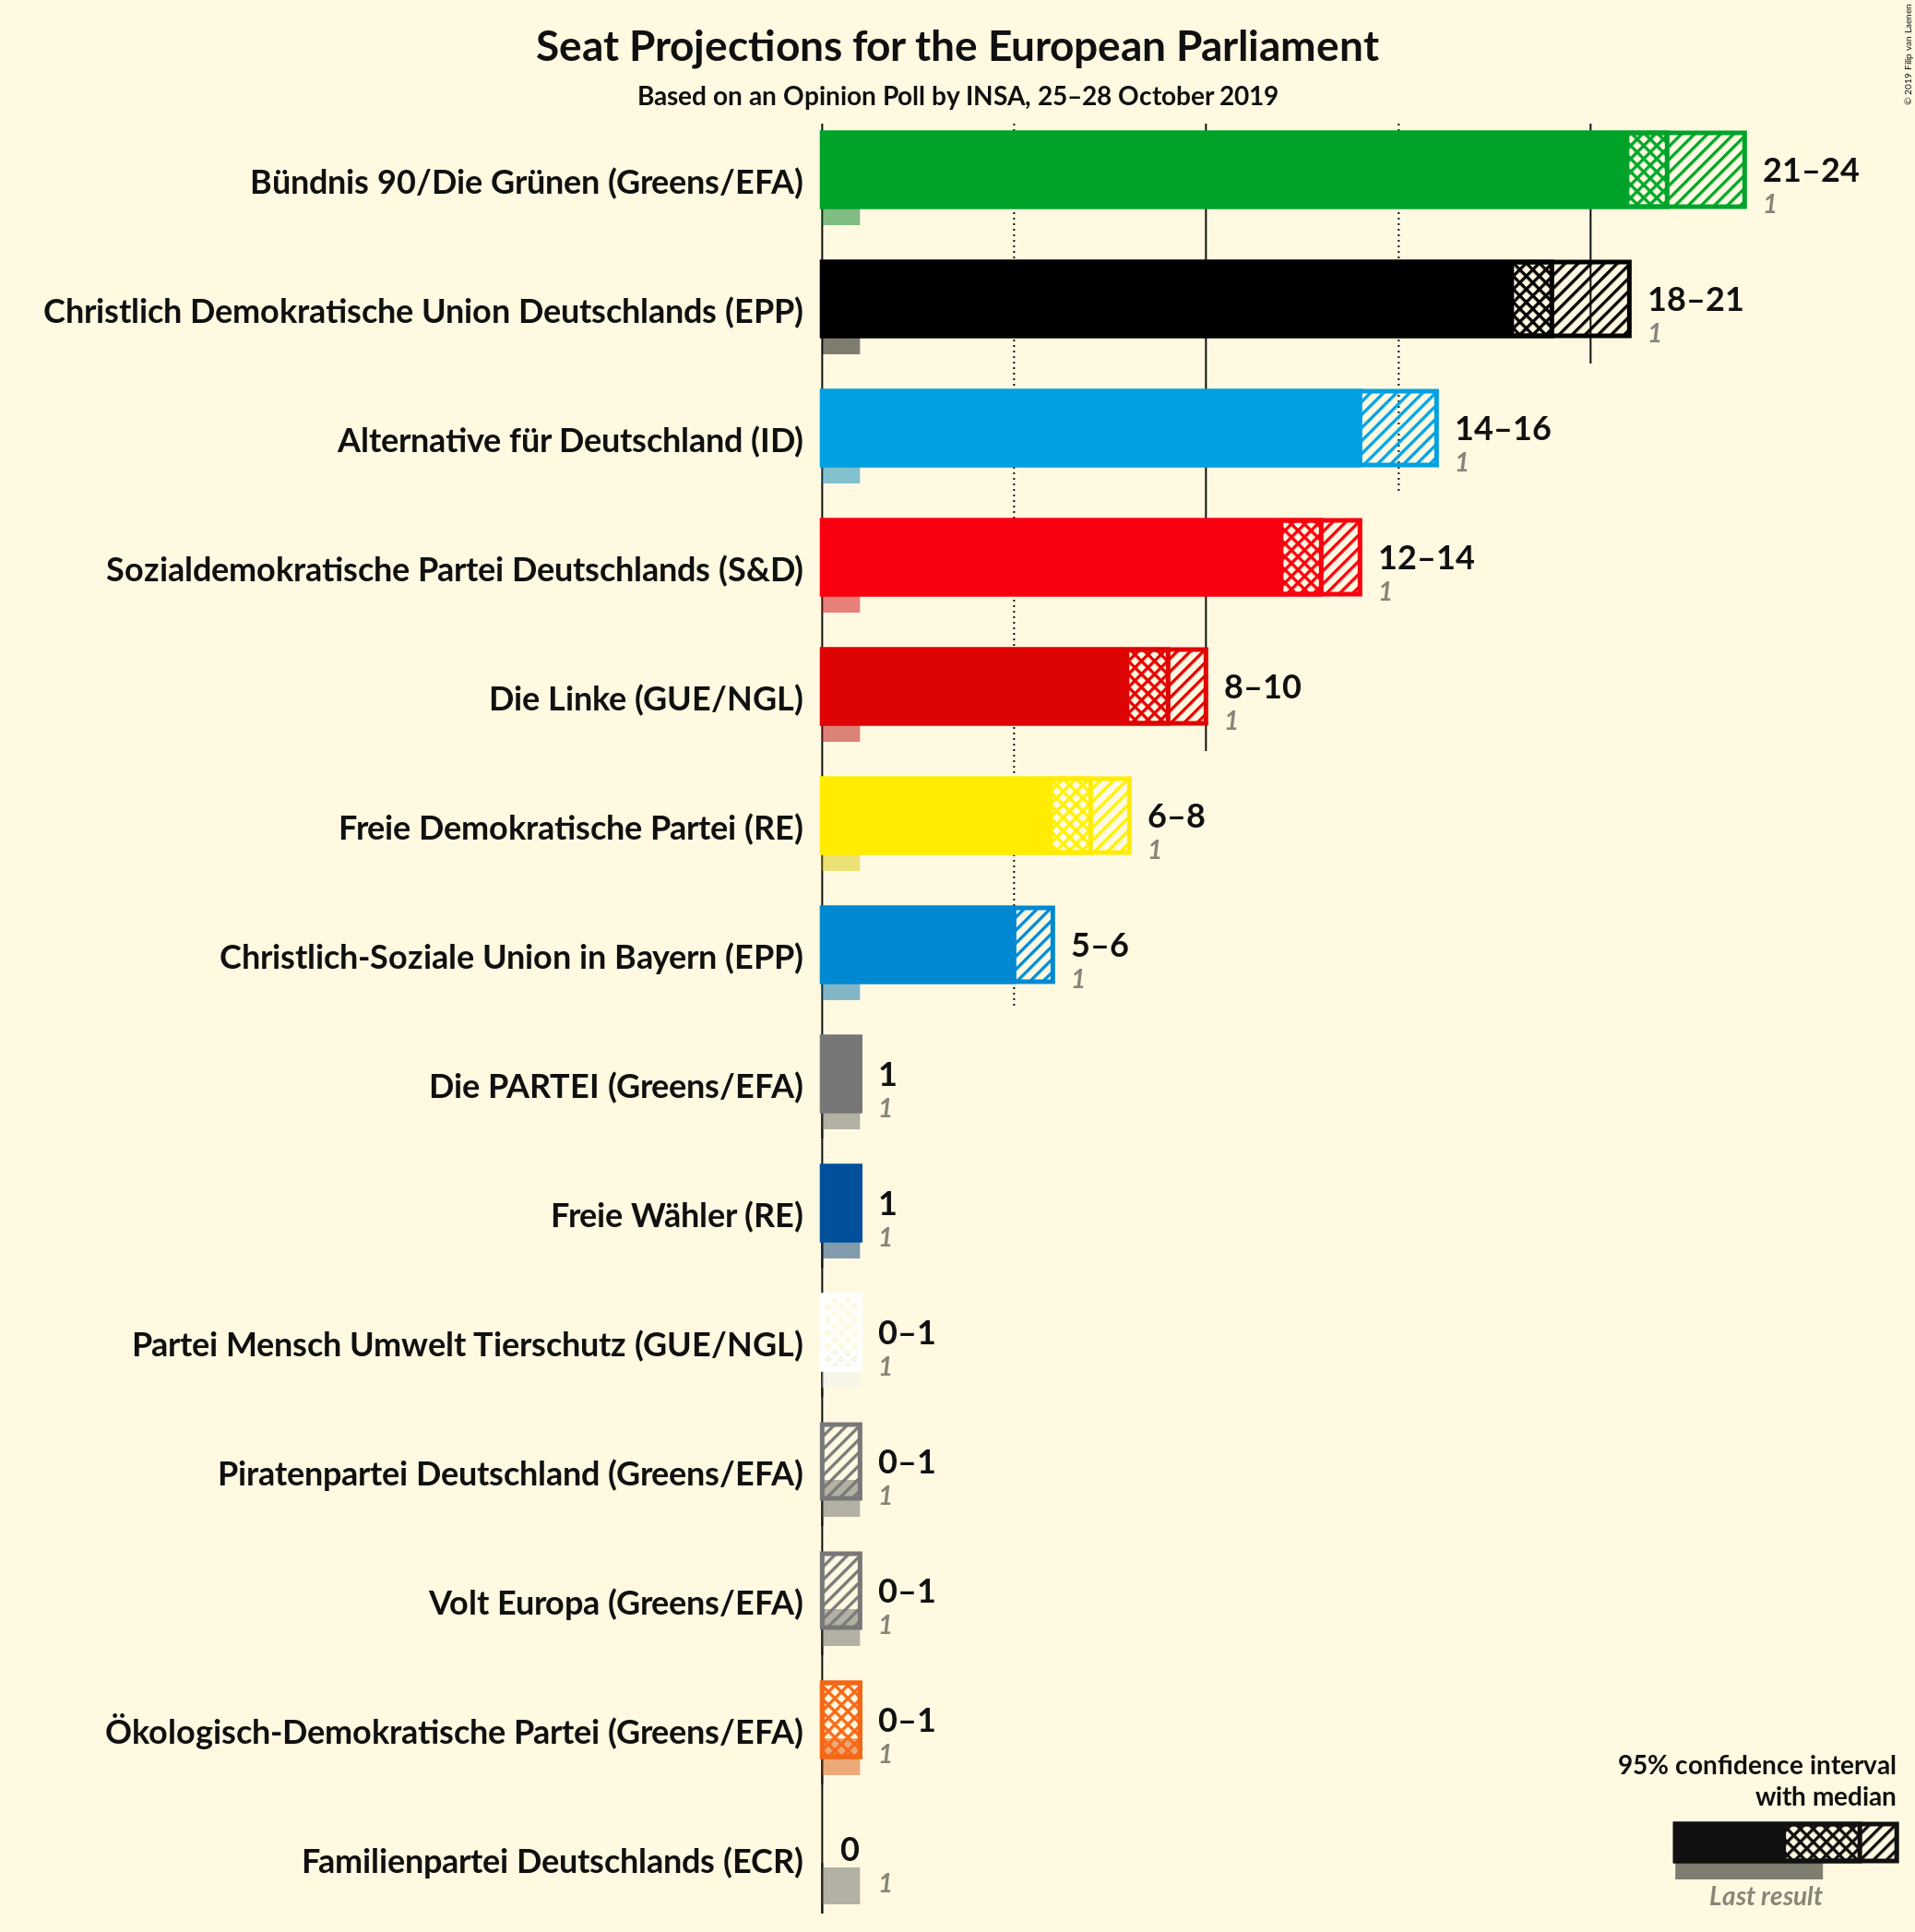 Seat Projections for the European Parliament
Based on an Opinion Poll by INSA, 25–28 October 2019
© 2019 Filip van Laenen
Bündnis 90/Die Grünen (Greens/EFA)
21–24
1
Christlich Demokratische Union Deutschlands (EPP)
18–21
1
Alternative für Deutschland (ID)
14–16
1
Sozialdemokratische Partei Deutschlands (S&D)
12–14
1
Die Linke (GUE/NGL)
8–10
1
Freie Demokratische Partei (RE)
6–8
1
Christlich-Soziale Union in Bayern (EPP)
5–6
1
Die PARTEI (Greens/EFA)
1
1
Freie Wähler (RE)
1
1
Partei Mensch Umwelt Tierschutz (GUE/NGL)
0–1
1
Piratenpartei Deutschland (Greens/EFA)
0–1
1
Volt Europa (Greens/EFA)
0–1
1
Ökologisch-Demokratische Partei (Greens/EFA)
0–1
1
Familienpartei Deutschlands (ECR)
0
1
95% confidence interval
with median
Last result